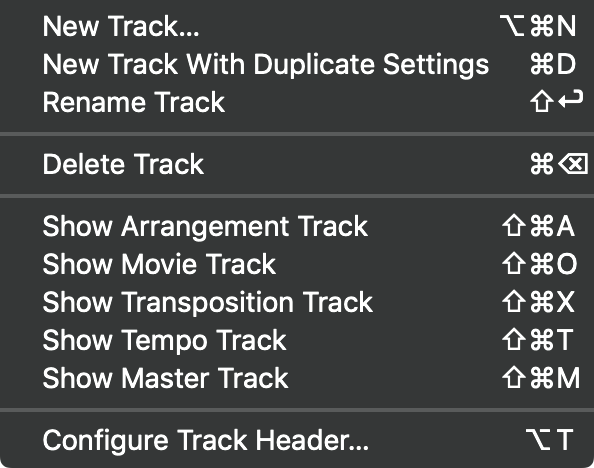 New Track... ⌥⌘N
New Track With Duplicate Settings ⌘D
Rename Track ⇧↩
Delete Track ⌘⌫
Show Arrangement Track ⇧⌘A
Show Movie Track ⇧⌘O
Show Transposition Track ⇧⌘X
Show Tempo Track ⇧⌘T
Show Master Track ⇧⌘M
Configure Track Header... ⌥T